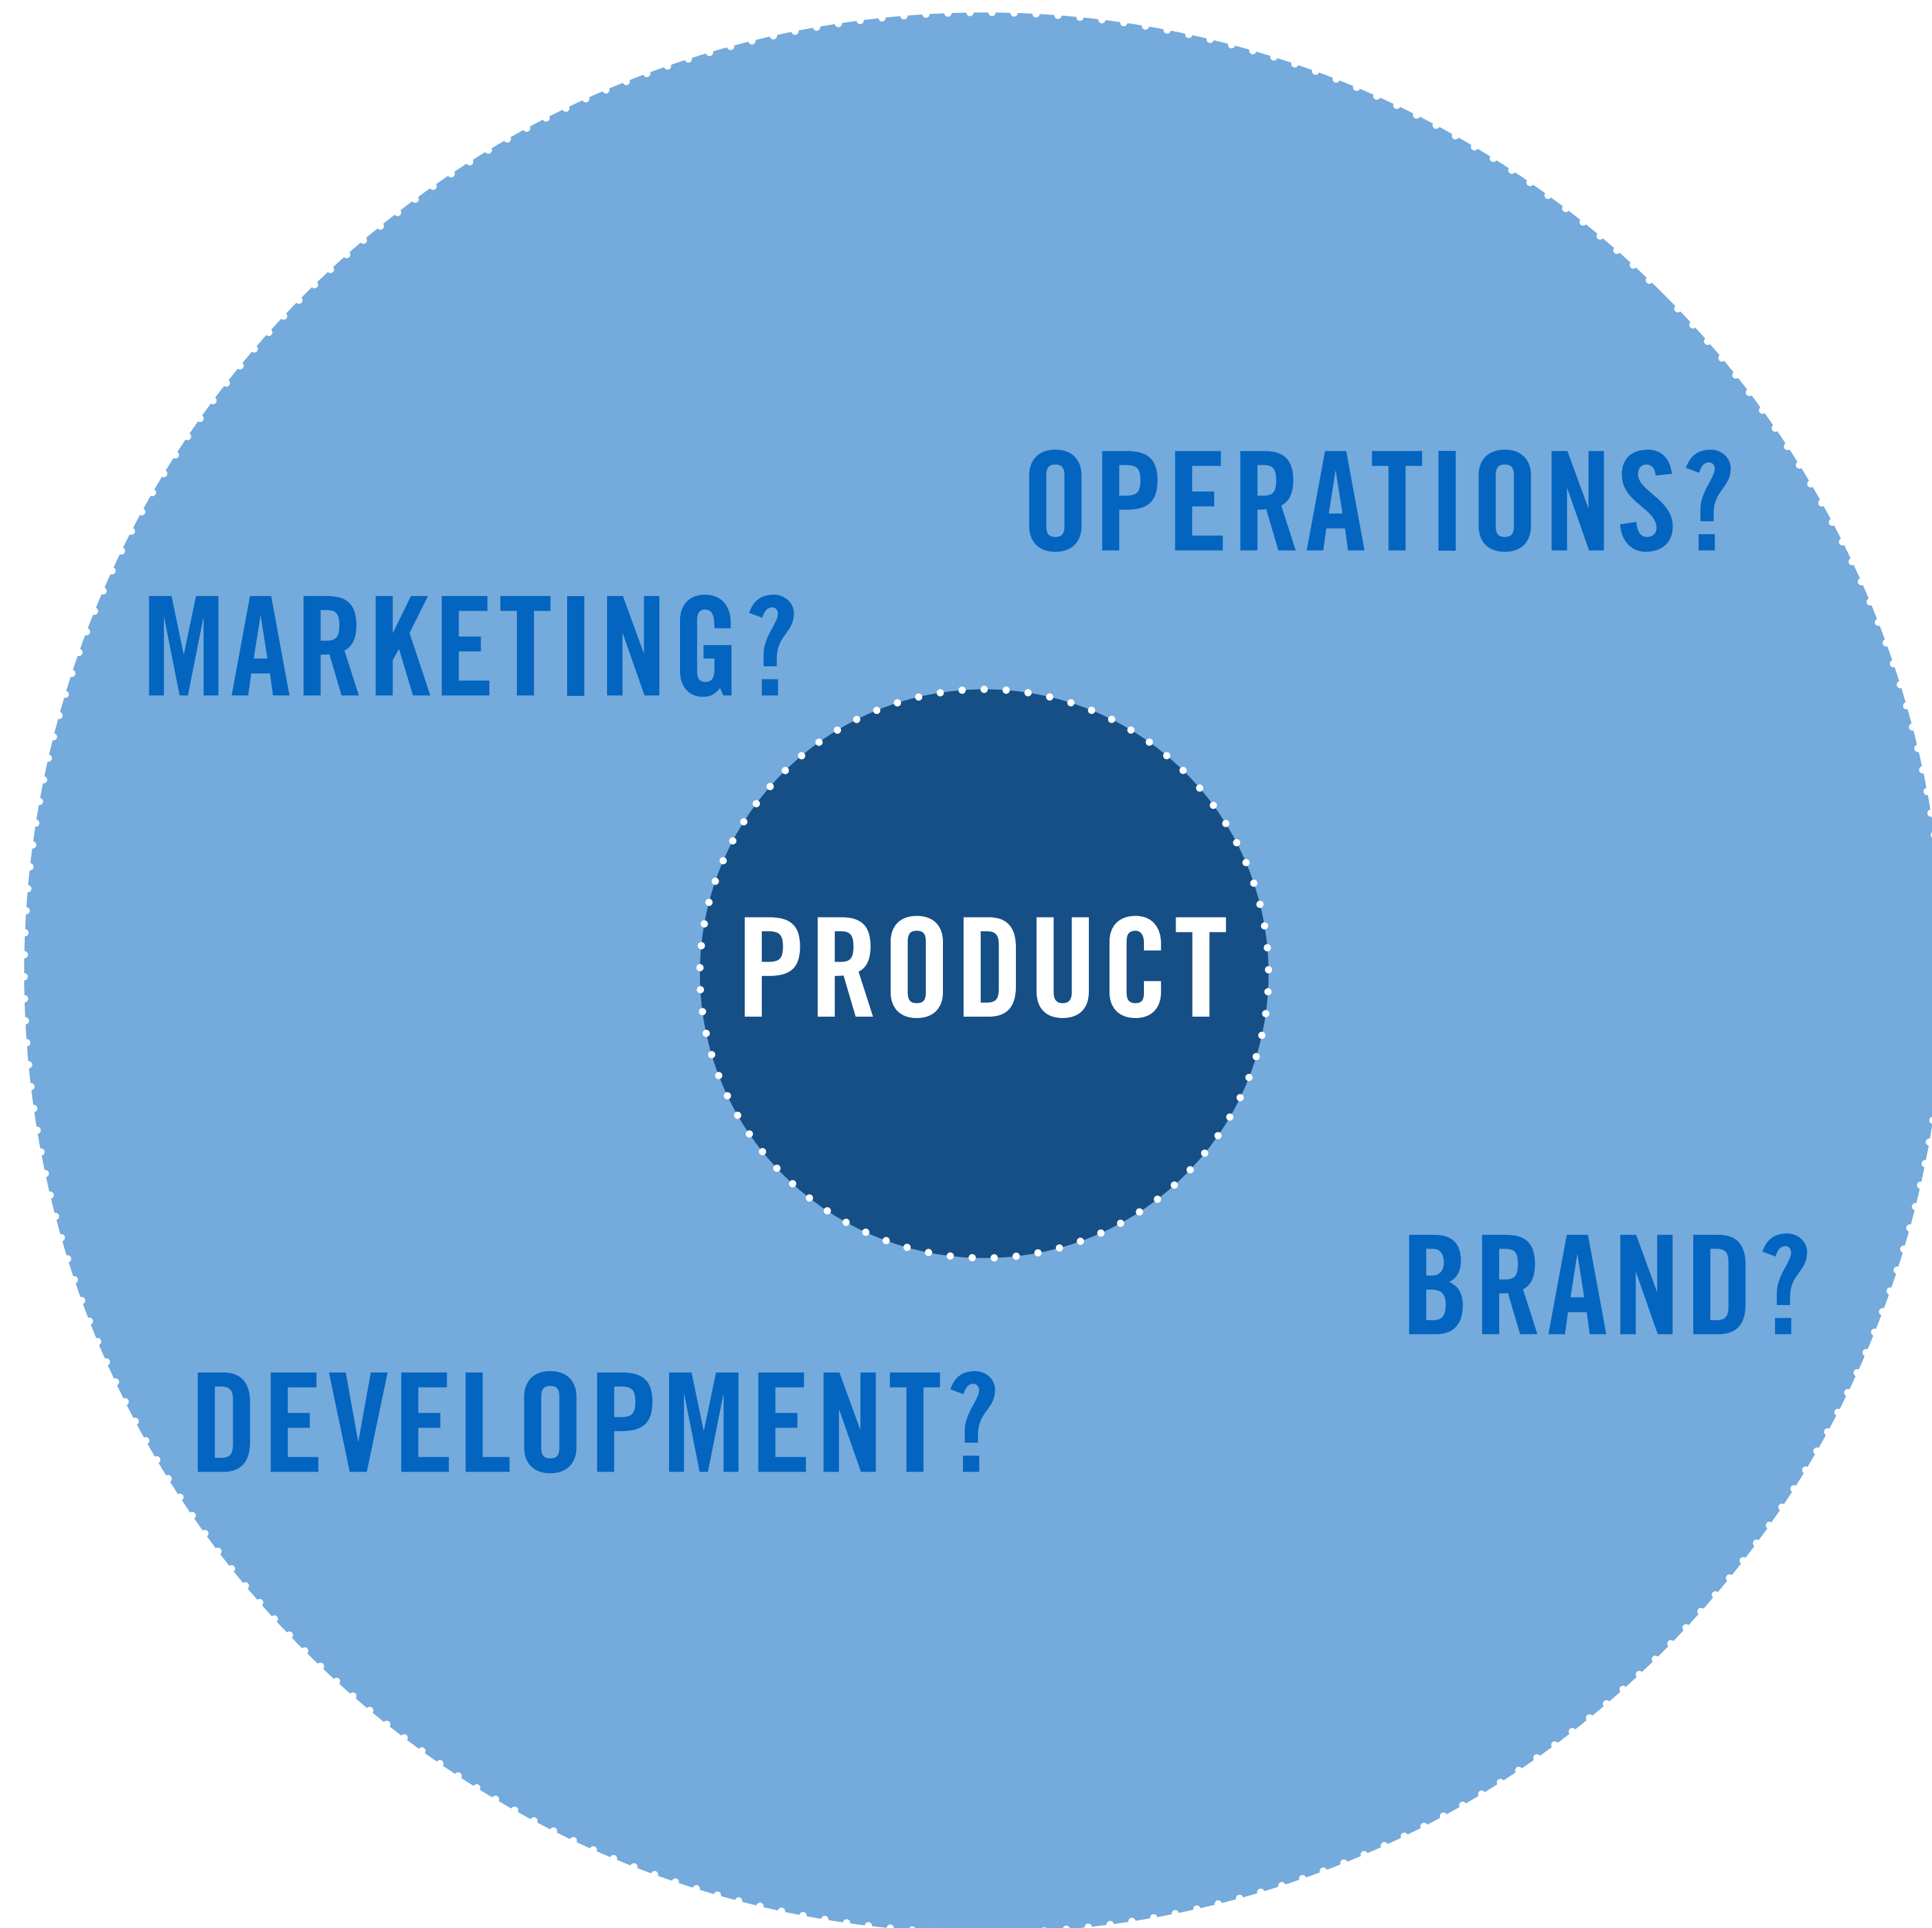 OPERATIONS?
MARKETING?
PRODUCT
BRAND?
DEVELOPMENT?